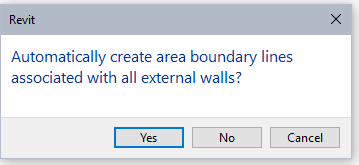 Revit
Automatically create area boundary lines
associated with all external walls?
Yes No Cancel